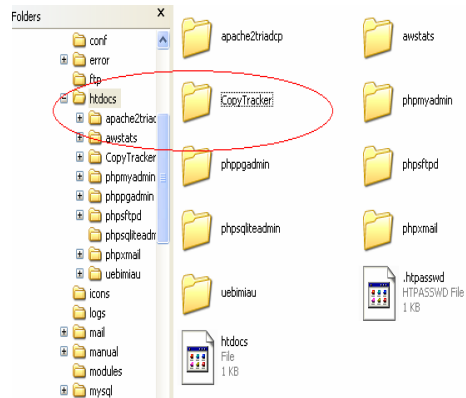 Folders x
conf
error
ftp
htdocs
apache2triac
awstats
CopyTracker
phpmyadmin
phppgadmin
phpsftpd
phpsqliteadm
phpxmail
uebimiau
icons
logs
mail
manual
modules
mysql
apache2triadcp
awstats
CopyTracker
phpmyadmin
phppgadmin
phpsftpd
phpsqliteadmin
phpxmail
uebimiau
.htpasswd
HTPASSWD File
1 KB
htdocs
File
1 KB